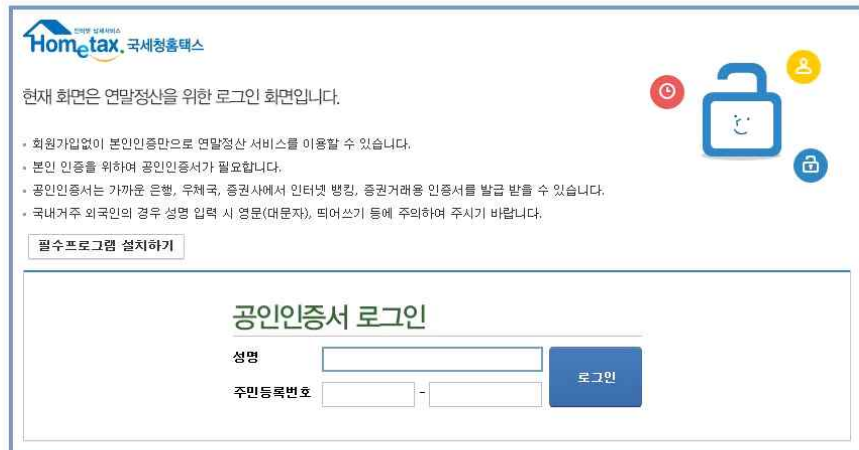 인터넷 납세서비스
Hometax. 국세청홈택스
현재 화면은 연말정산을 위한 로그인 화면입니다.
• 회원가입없이 본인인증만으로 연말정산 서비스를 이용할 수 있습니다.
• 본인 인증을 위하여 공인인증서가 필요합니다.
• 공인인증서는 가까운 은행, 우체국, 증권사에서 인터넷 뱅킹, 증권거래용 인증서를 발급 받을 수 있습니다.
• 국내거주 외국인의 경우 성명 입력 시 영문(대문자), 띄어쓰기 등에 주의하여 주시기 바랍니다.
필수프로그램 설치하기
공인인증서 로그인
성명
주민등록번호 -
로그인